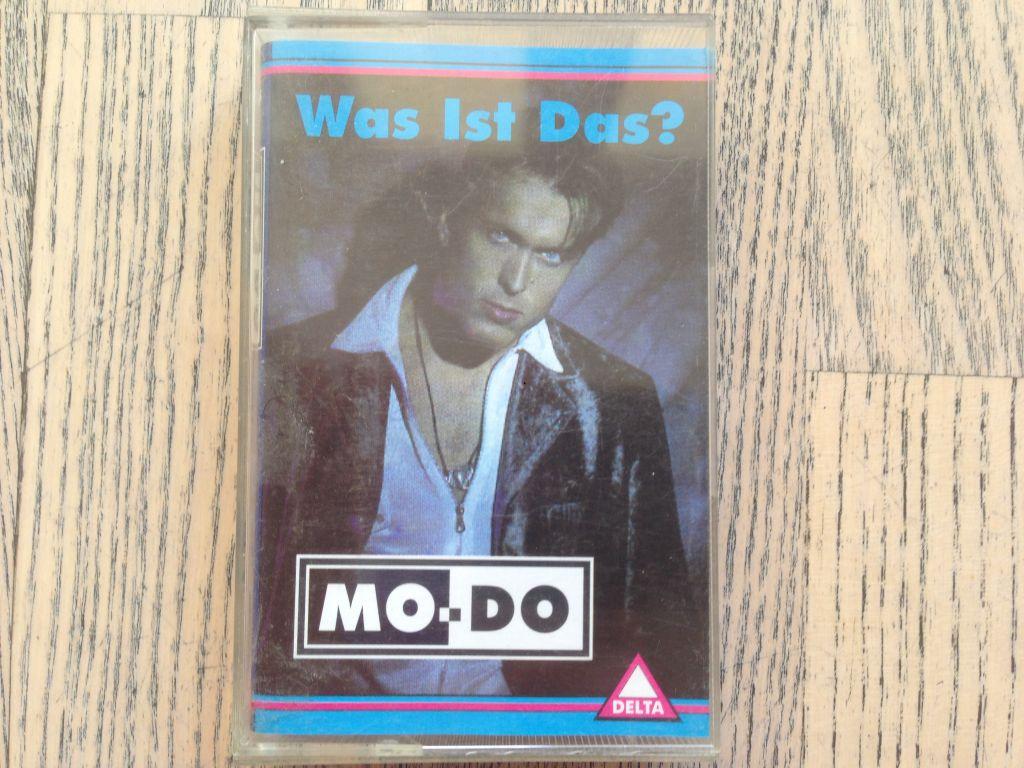 Was Ist Das?
MO-DO
DELTA